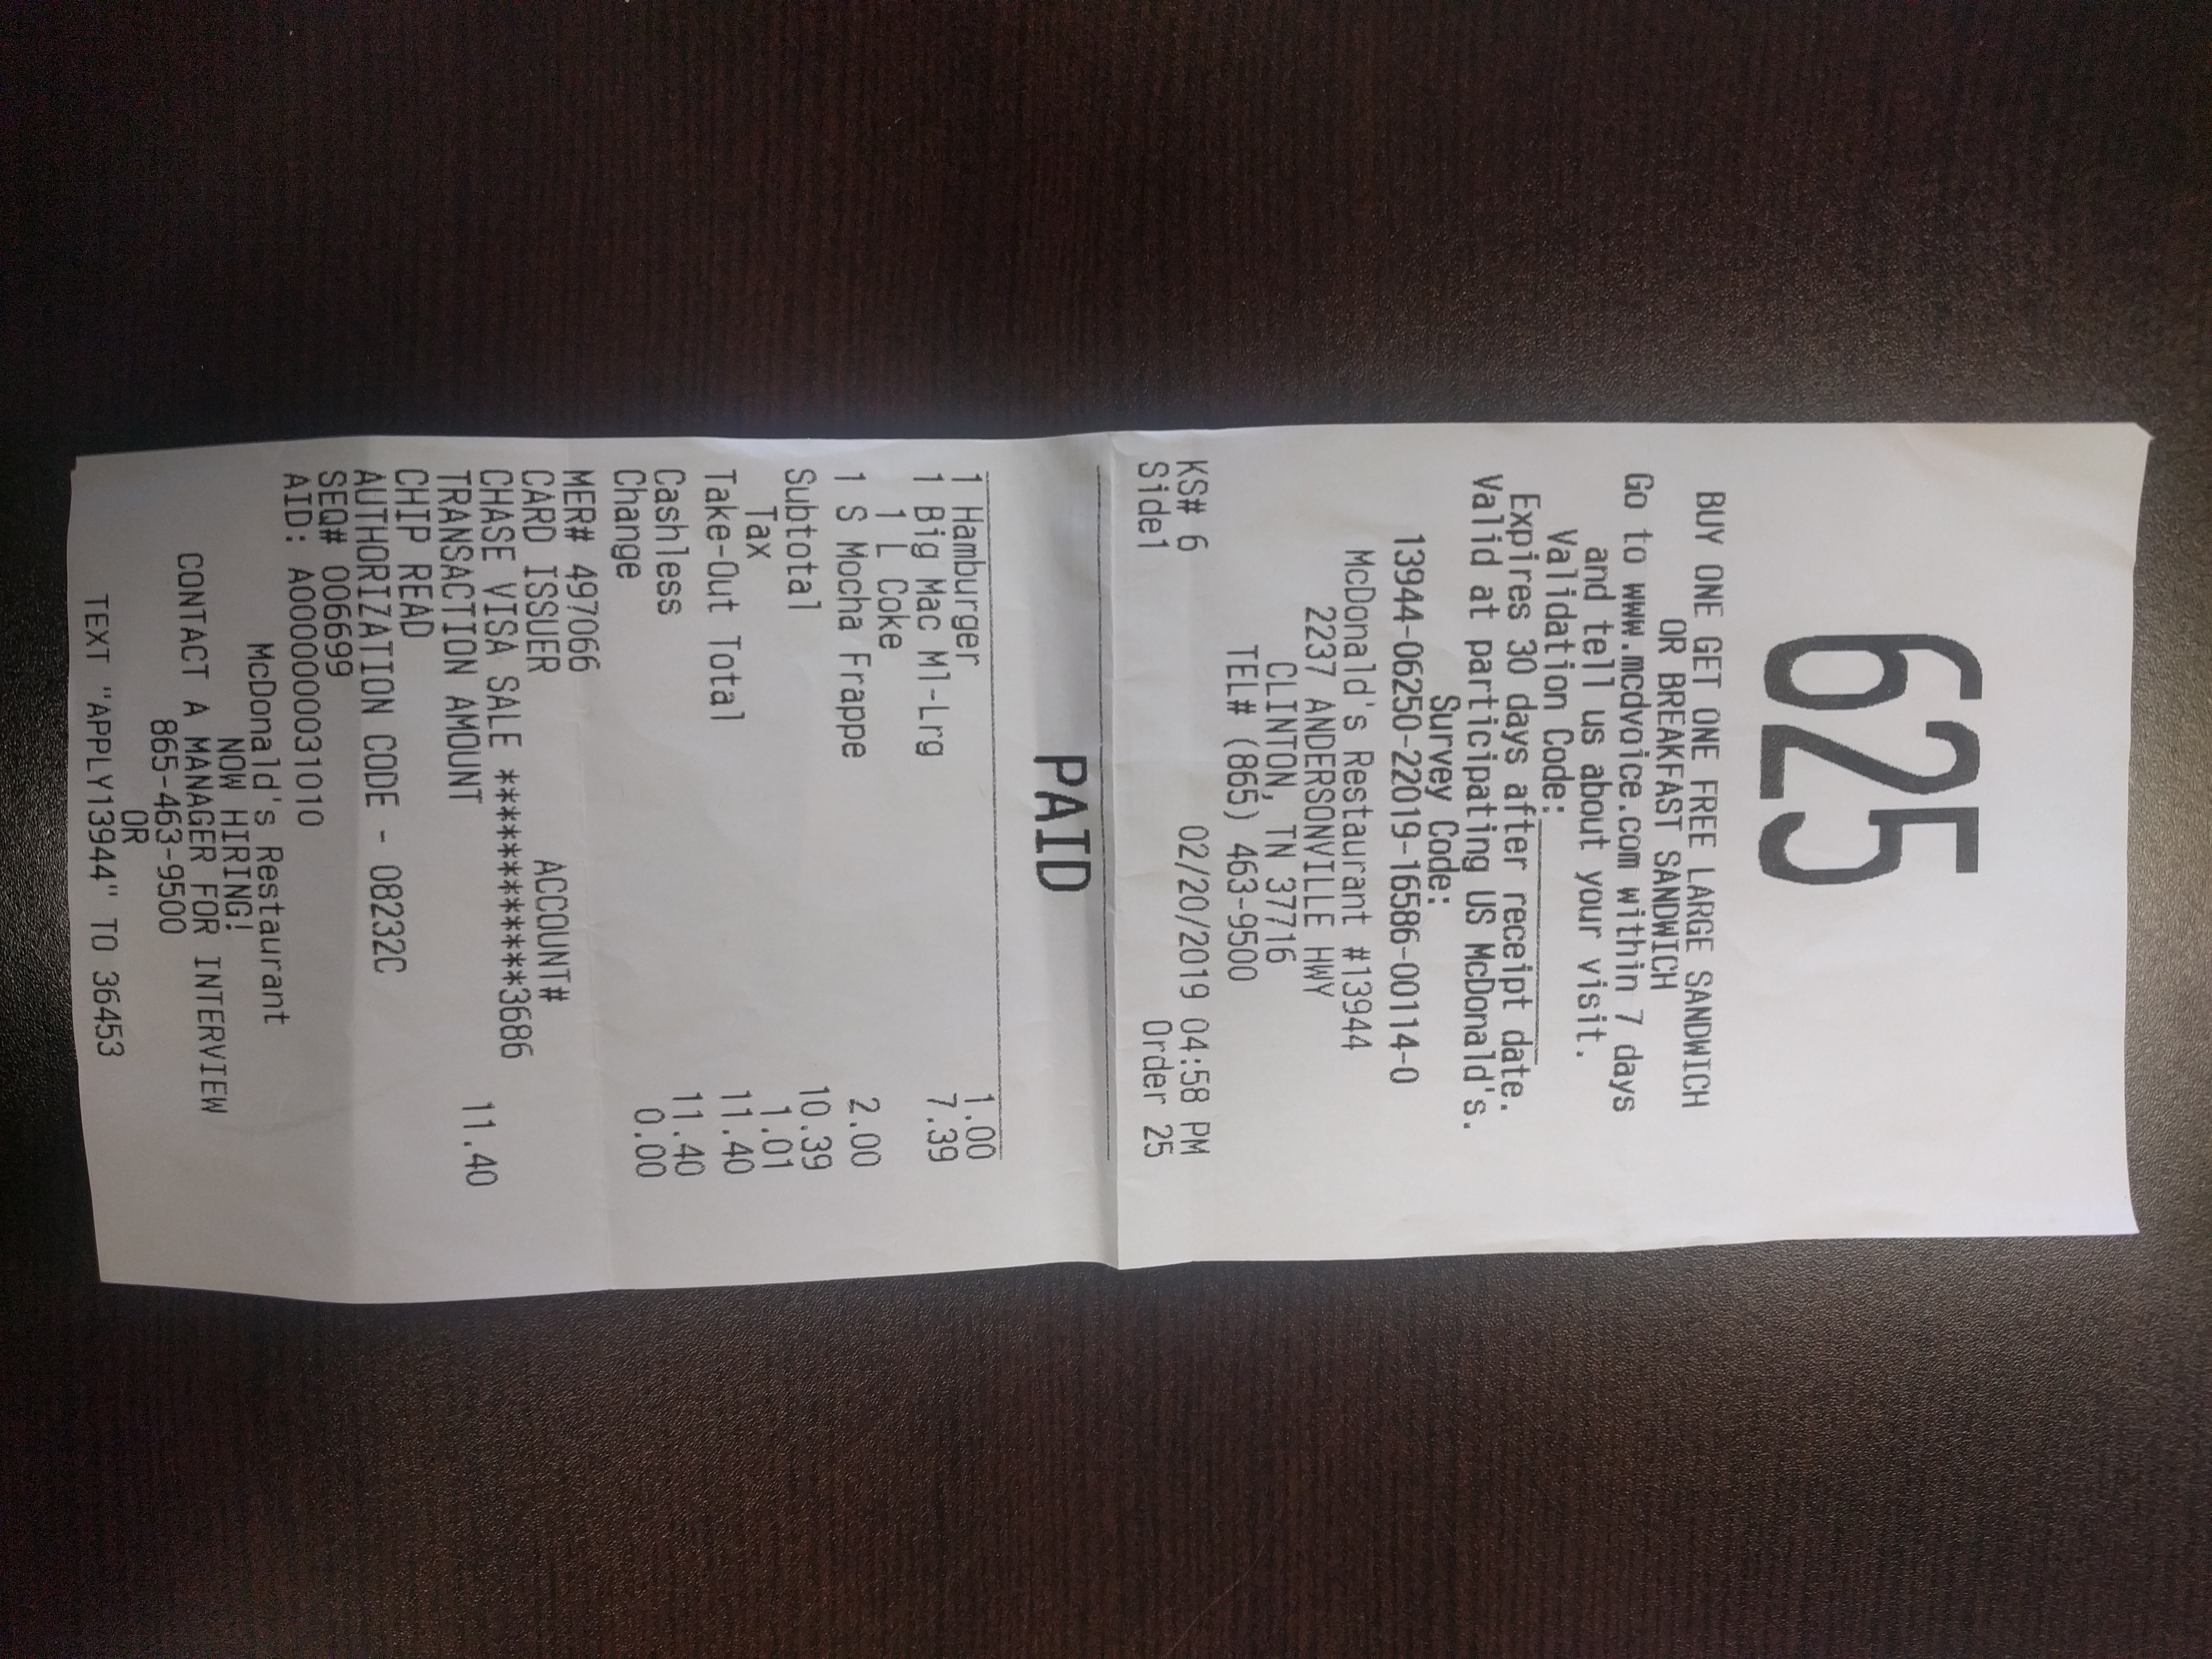 625
BUY ONE GET ONE FREE LARGE SANDWICH
OR BREAKFAST SANDWICH
Go to www.mcdvoice.com within 7 days
and tell us about your visit.
Validation Code:
Expires 30 days after receipt date.
Valid at participating US McDonald's.
Survey Code:
13944-06250-22019-16586-00114-0
McDonald's Restaurant #13944
2237 ANDERSONVILLE HWY
CLINTON, TN 37716
TEL# (865) 463-9500
KS# 6 02/20/2019 04:58 PM
Side1 Order 25
PAID
1 Hamburger 1.00
1 Big Mac Ml-Lrg 7.39
1 L Coke
1 S Mocha Frappe 2.00
Subtotal 10.39
Tax 1.01
Take-Out Total 11.40
Cashless 11.40
Change 0.00
MER# 497066
CARD ISSUER ACCOUNT#
CHASE VISA SALE ************3686
TRANSACTION AMOUNT 11.40
CHIP READ
AUTHORIZATION CODE - 08232C
SEQ# 006699
AID: A0000000031010
McDonald's Restaurant
NOW HIRING!
CONTACT A MANAGER FOR INTERVIEW
865-463-9500
OR
TEXT "APPLY13944" TO 36453